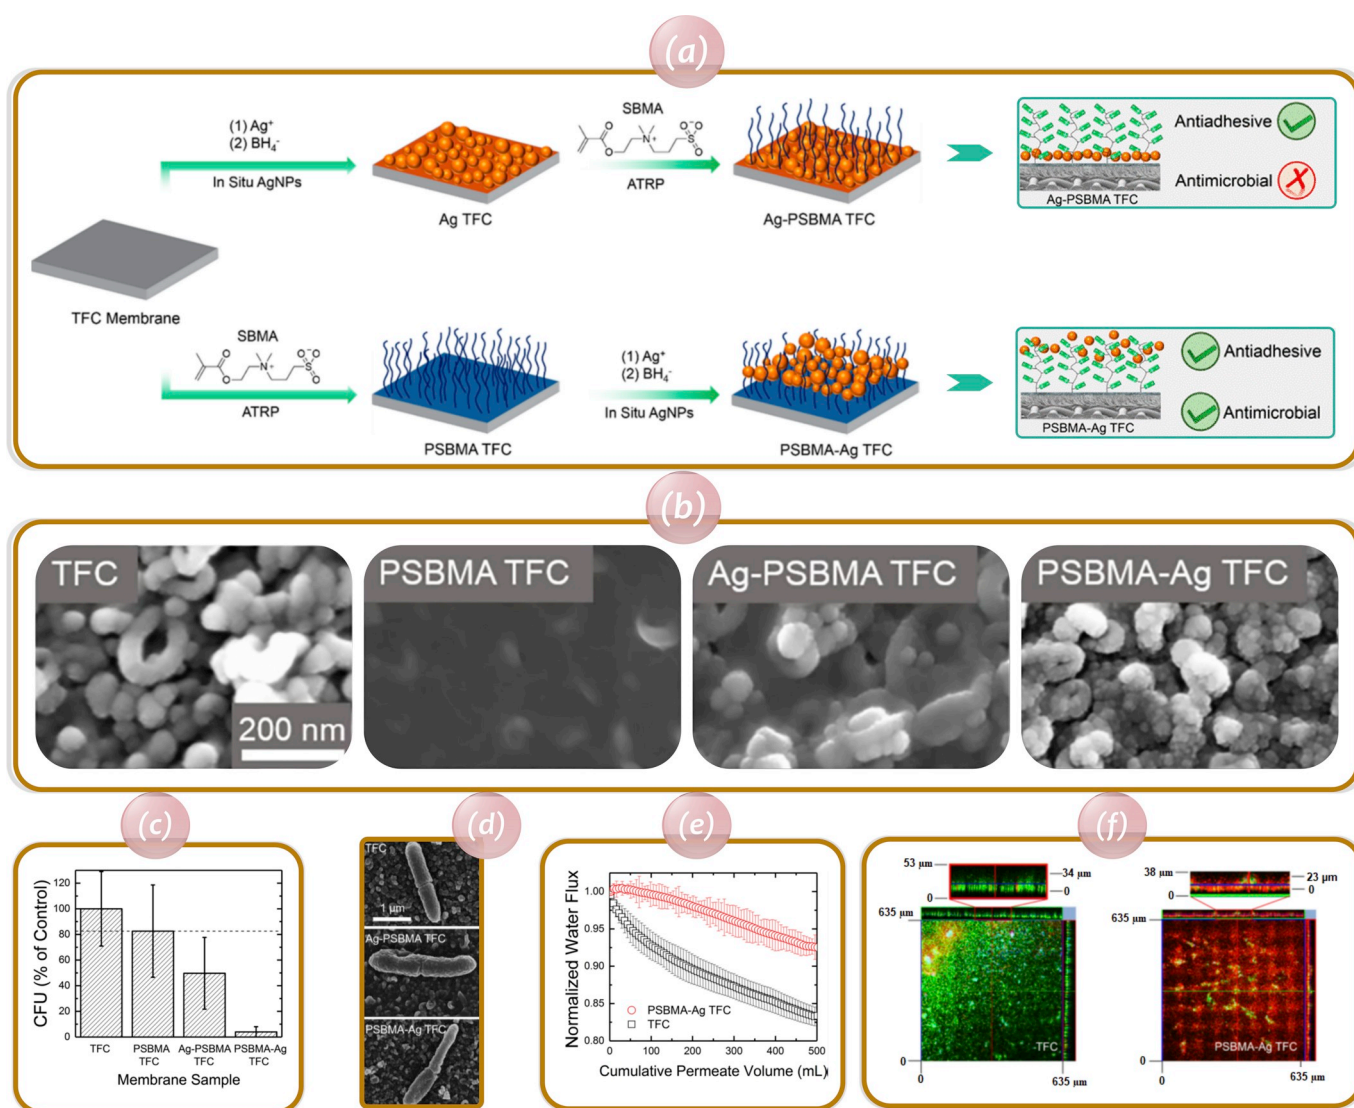 (a)
(1) Ag⁺
(2) BH₄⁻
In Situ AgNPs
Ag TFC
SBMA
O
O
N⁺
S
O
O
O⁻
ATRP
Ag-PSBMA TFC
Antiadhesive
Antimicrobial
Ag-PSBMA TFC
TFC Membrane
SBMA
O
O
N⁺
S
O
O
O⁻
ATRP
PSBMA TFC
(1) Ag⁺
(2) BH₄⁻
In Situ AgNPs
PSBMA-Ag TFC
Antiadhesive
Antimicrobial
PSBMA-Ag TFC
(b)
TFC
200 nm
PSBMA TFC
Ag-PSBMA TFC
PSBMA-Ag TFC
(c)
CFU (% of Control)
120
100
80
60
40
20
0
TFC
PSBMA
TFC
Ag-PSBMA
TFC
PSBMA-Ag
TFC
Membrane Sample
(d)
TFC
1 µm
Ag-PSBMA TFC
PSBMA-Ag TFC
(e)
Normalized Water Flux
1.00
0.95
0.90
0.85
0.80
PSBMA-Ag TFC
TFC
0 100 200 300 400 500
Cumulative Permeate Volume (mL)
(f)
53 µm
0
34 µm
0
635 µm
0
-TFC
0
635 µm
38 µm
0
23 µm
0
635 µm
0
PSBMA-Ag TFC
0
635 µm